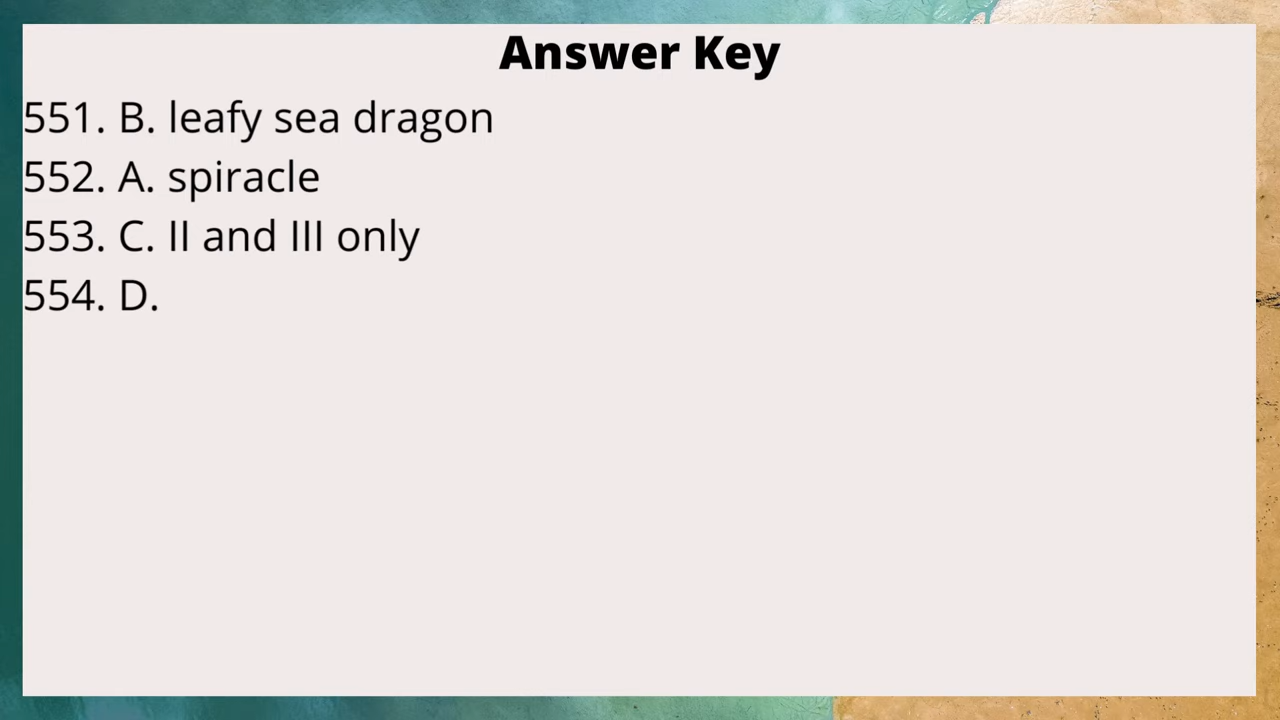 Answer Key
551. B. leafy sea dragon
552. A. spiracle
553. C. II and III only
554. D.